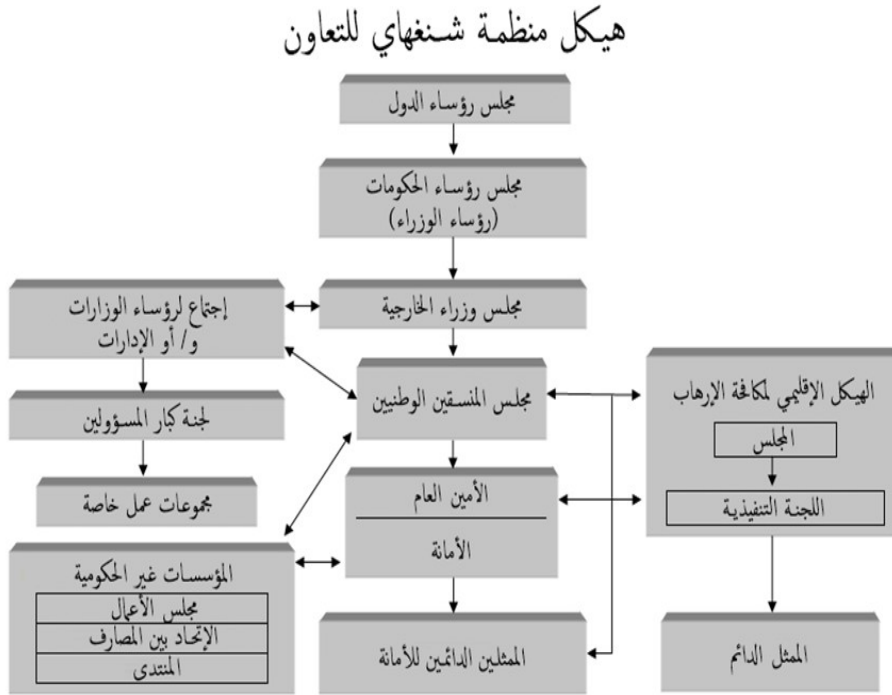 هيكل منظمة شنغهاي للتعاون
مجلس رؤساء الدول
مجلس رؤساء الحكومات
(رؤساء الوزراء)
مجلس وزراء الخارجية
إجتماع لرؤساء الوزارات
و/ أو الإدارات
مجلس المنسقين الوطنيين
الهيكل الإقليمي لمكافحة الإرهاب
المجلس
اللجنة التنفيذية
لجنة كبار المسؤولين
مجموعات عمل خاصة
الأمين العام
الأمانة
المؤسسات غير الحكومية
مجلس الأعمال
الإتحاد بين المصارف
المنتدى
الممثلين الدائمين للأمانة
الممثل الدائم